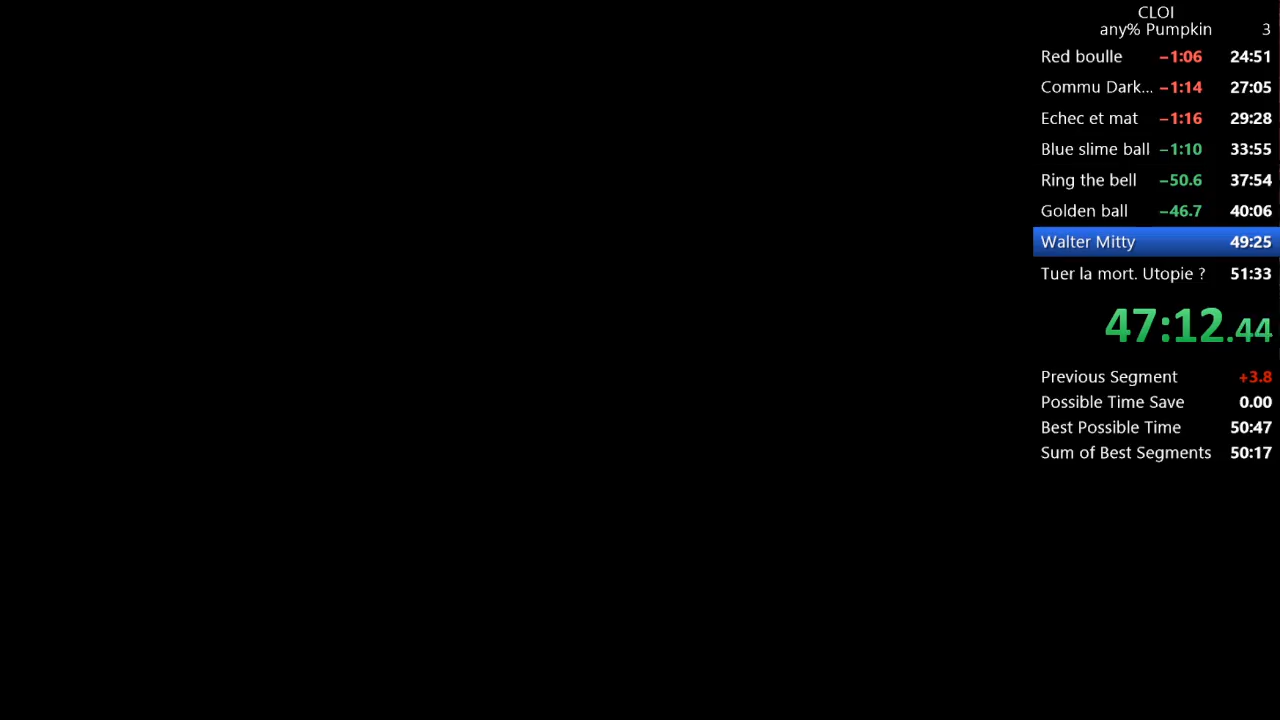 CLOI
any% Pumpkin 3
Red boulle −1:06 24:51
Commu Dark... −1:14 27:05
Echec et mat −1:16 29:28
Blue slime ball −1:10 33:55
Ring the bell −50.6 37:54
Golden ball −46.7 40:06
Walter Mitty 49:25
Tuer la mort. Utopie ? 51:33
47:12.44
Previous Segment +3.8
Possible Time Save 0.00
Best Possible Time 50:47
Sum of Best Segments 50:17